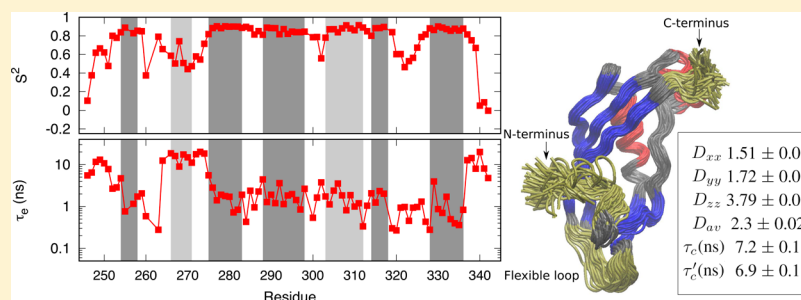 1
0.8
0.6
0.4
0.2
0
-0.2
S²
10
1
0.1
τe (ns)
250 260 270 280 290 300 310 320 330 340
Residue
C-terminus
N-terminus
Flexible loop
Dxx 1.51 ± 0.0
Dyy 1.72 ± 0.0
Dzz 3.79 ± 0.0
Dav 2.3 ± 0.02
τc(ns) 7.2 ± 0.1
τ′c(ns) 6.9 ± 0.1